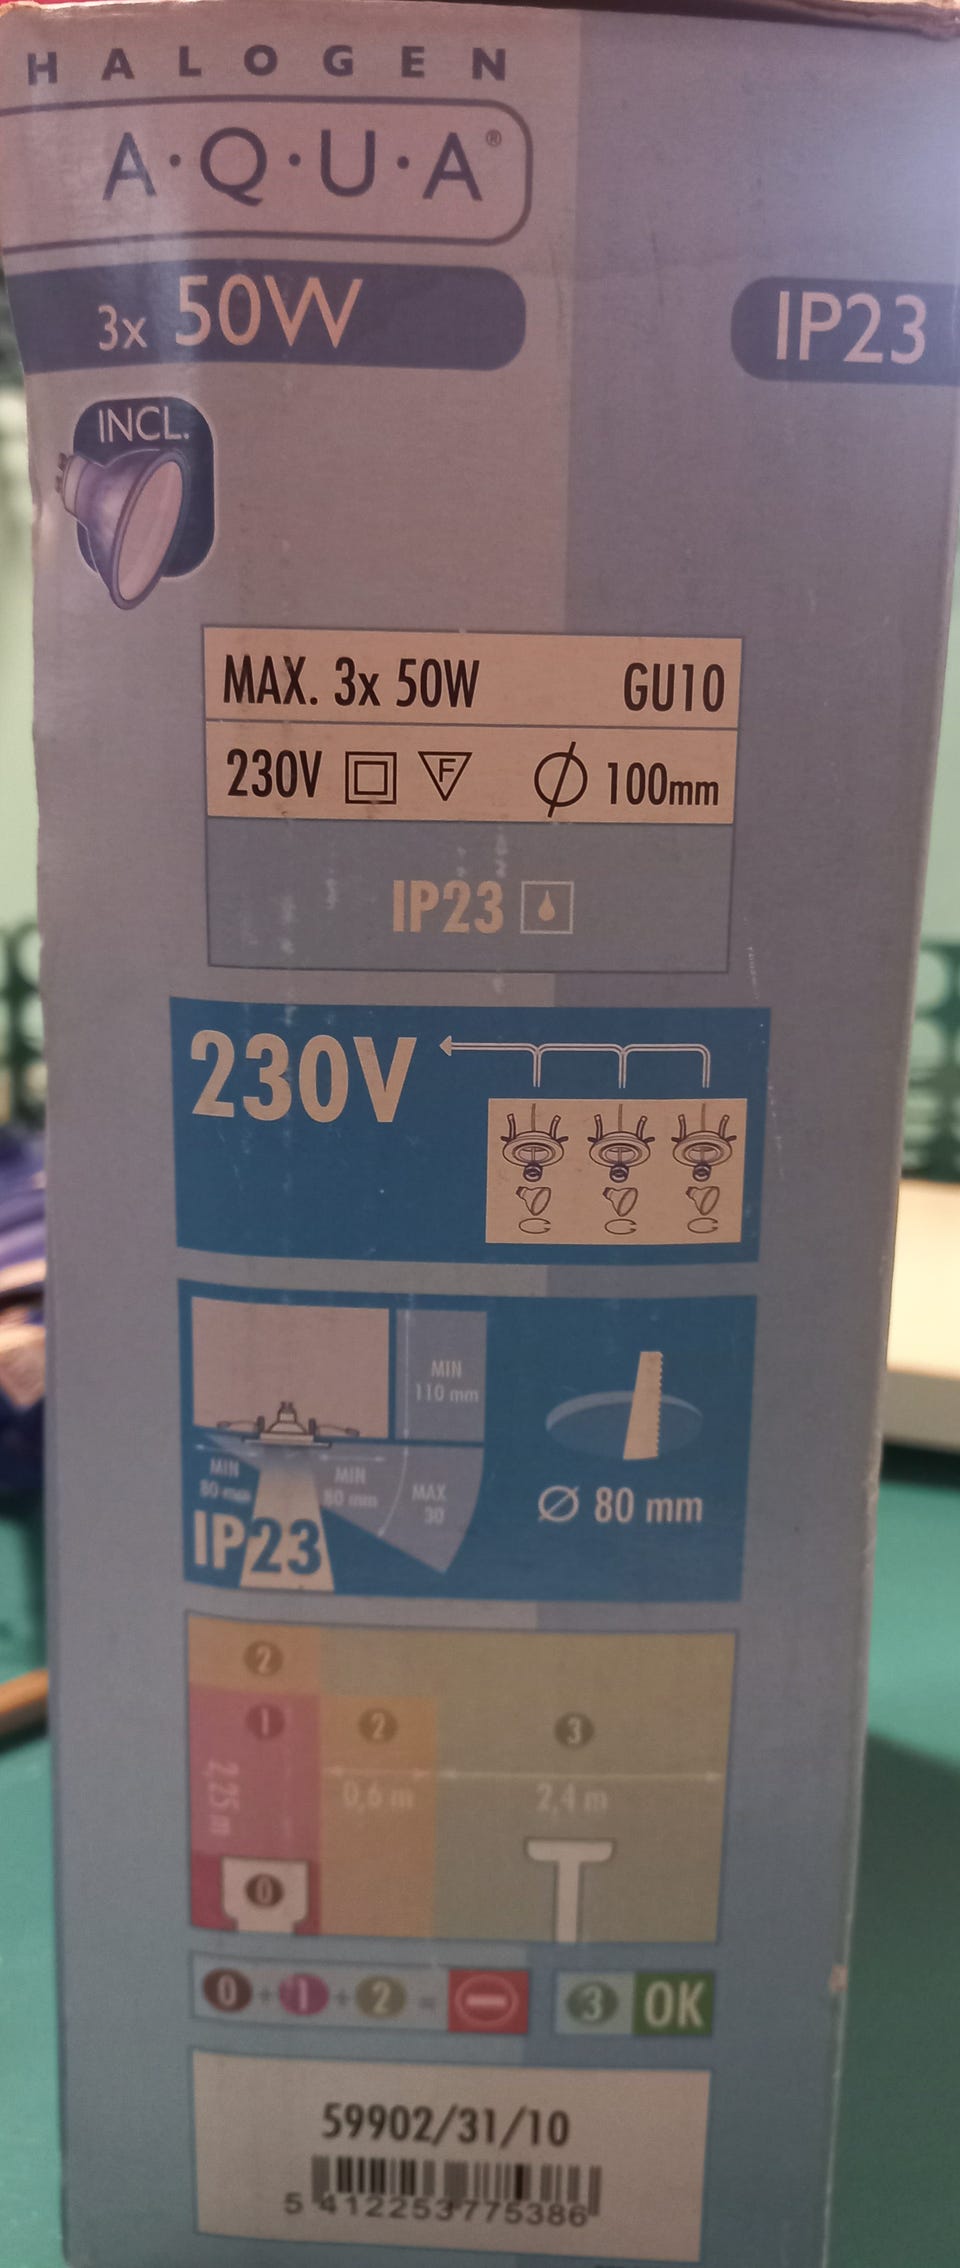 HALOGEN
A·Q·U·A®
3x 50W
IP23
INCL.
MAX. 3x 50W GU10
230V F Ø 100mm
IP23
230V
MIN
110 mm
MIN
80 mm
MIN
80 mm
MAX
30
IP23
Ø 80 mm
2
1
2
3
2,25 m
0,6 m
2,4 m
0
0+1+2=
3 OK
59902/31/10
5 412253775386